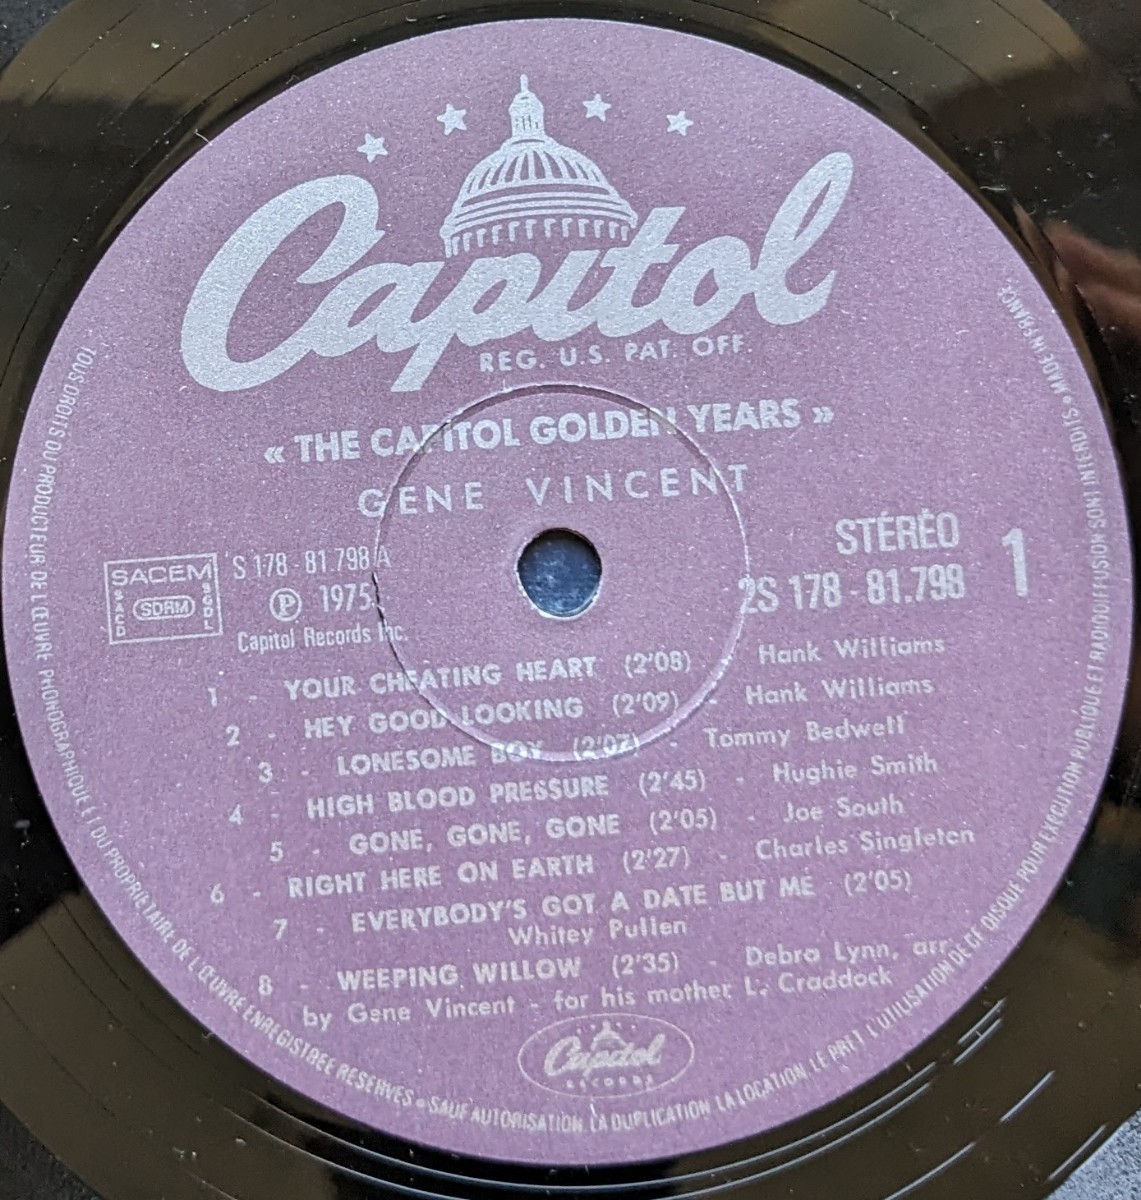 Capitol
REG. U.S. PAT. OFF.
« THE CAPITOL GOLDEN YEARS »
GENE VINCENT
SACEM
SACD
SDRM
SGDL
S 178 - 81.798 A
℗ 1975
Capitol Records Inc.
STÉRÉO
2S 178 - 81.798
1
1 - YOUR CHEATING HEART (2'08) - Hank Williams
2 - HEY GOOD LOOKING (2'09) - Hank Williams
3 - LONESOME BOY (2'07) - Tommy Bedwell
4 - HIGH BLOOD PRESSURE (2'45) - Hughie Smith
5 - GONE, GONE, GONE (2'05) - Joe South
6 - RIGHT HERE ON EARTH (2'27) - Charles Singleton
7 - EVERYBODY'S GOT A DATE BUT ME (2'05)
Whitey Pullen
8 - WEEPING WILLOW (2'35) - Debra Lynn, arr.
by Gene Vincent - for his mother L. Craddock
Capitol
RECORDS
TOUS DROITS DU PRODUCTEUR DE L'ŒUVRE PHONOGRAPHIQUE ET DU PROPRIÉTAIRE DE L'ŒUVRE ENREGISTRÉE RÉSERVÉS • SAUF AUTORISATION LA DUPLICATION LA LOCATION LE PRÊT L'UTILISATION DE CE DISQUE POUR EXÉCUTION PUBLIQUE ET RADIODIFFUSION SONT INTERDITS • MADE IN FRANCE